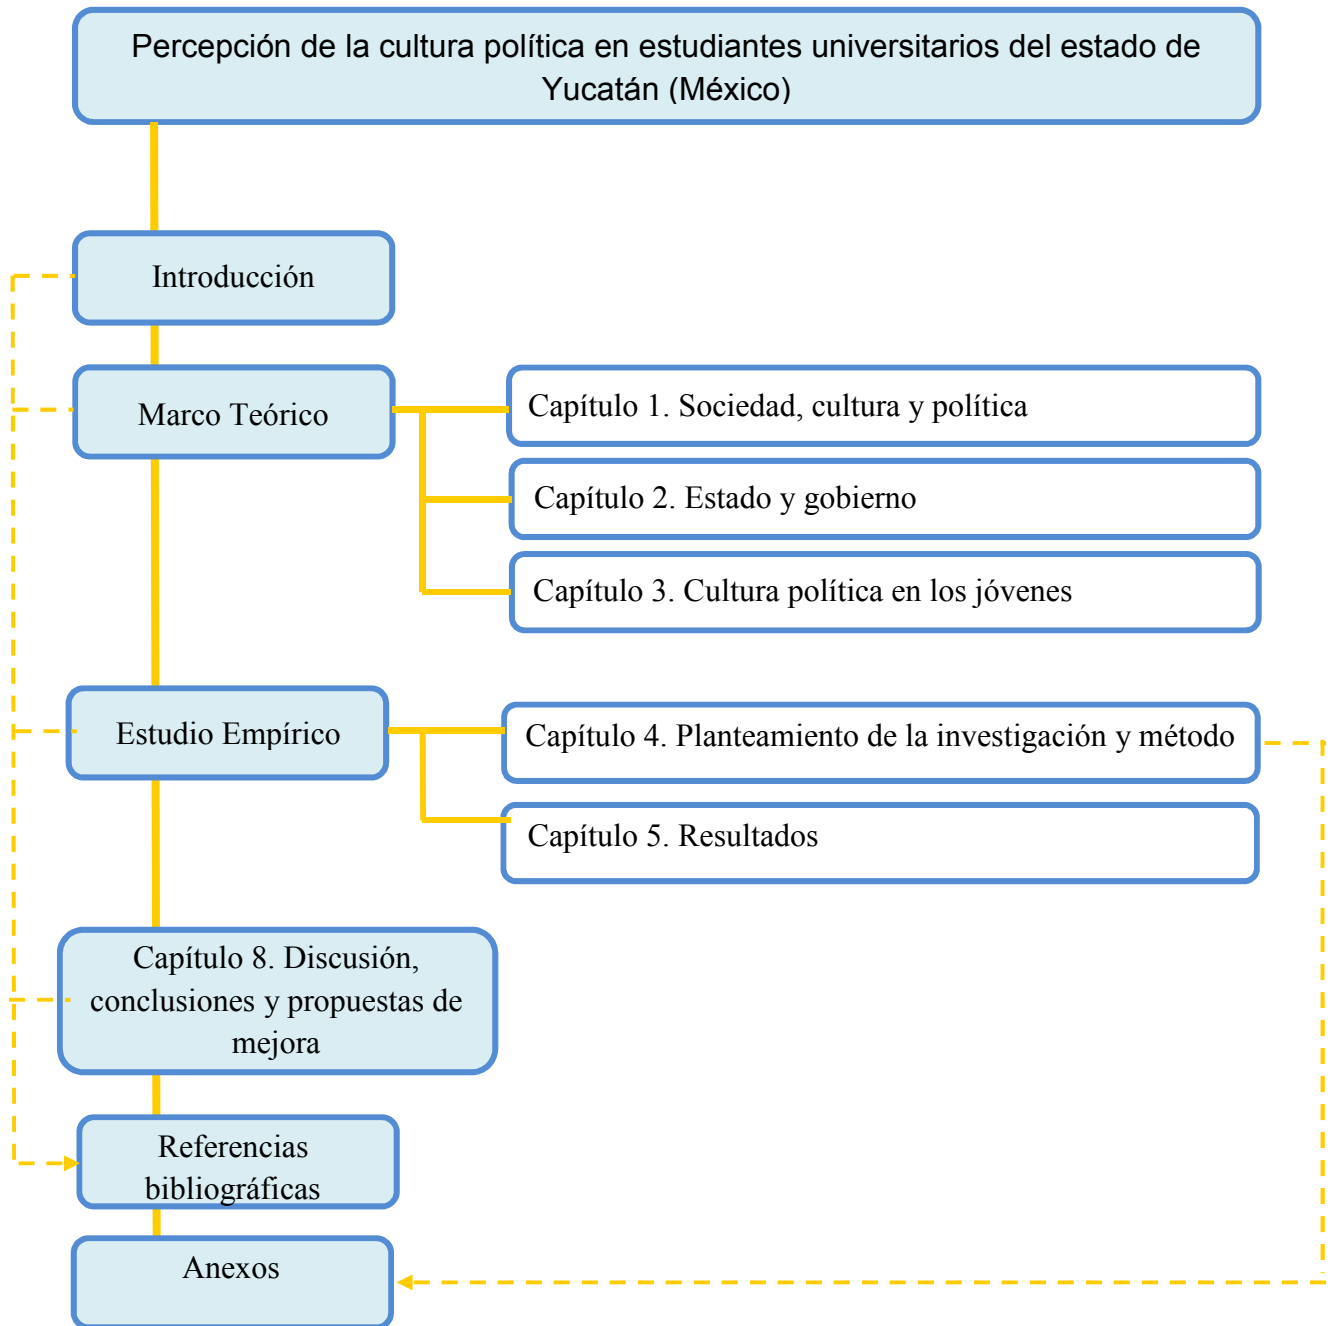 Percepción de la cultura política en estudiantes universitarios del estado de
Yucatán (México)
Introducción
Marco Teórico
Capítulo 1. Sociedad, cultura y política
Capítulo 2. Estado y gobierno
Capítulo 3. Cultura política en los jóvenes
Estudio Empírico
Capítulo 4. Planteamiento de la investigación y método
Capítulo 5. Resultados
Capítulo 8. Discusión,
conclusiones y propuestas de
mejora
Referencias
bibliográficas
Anexos